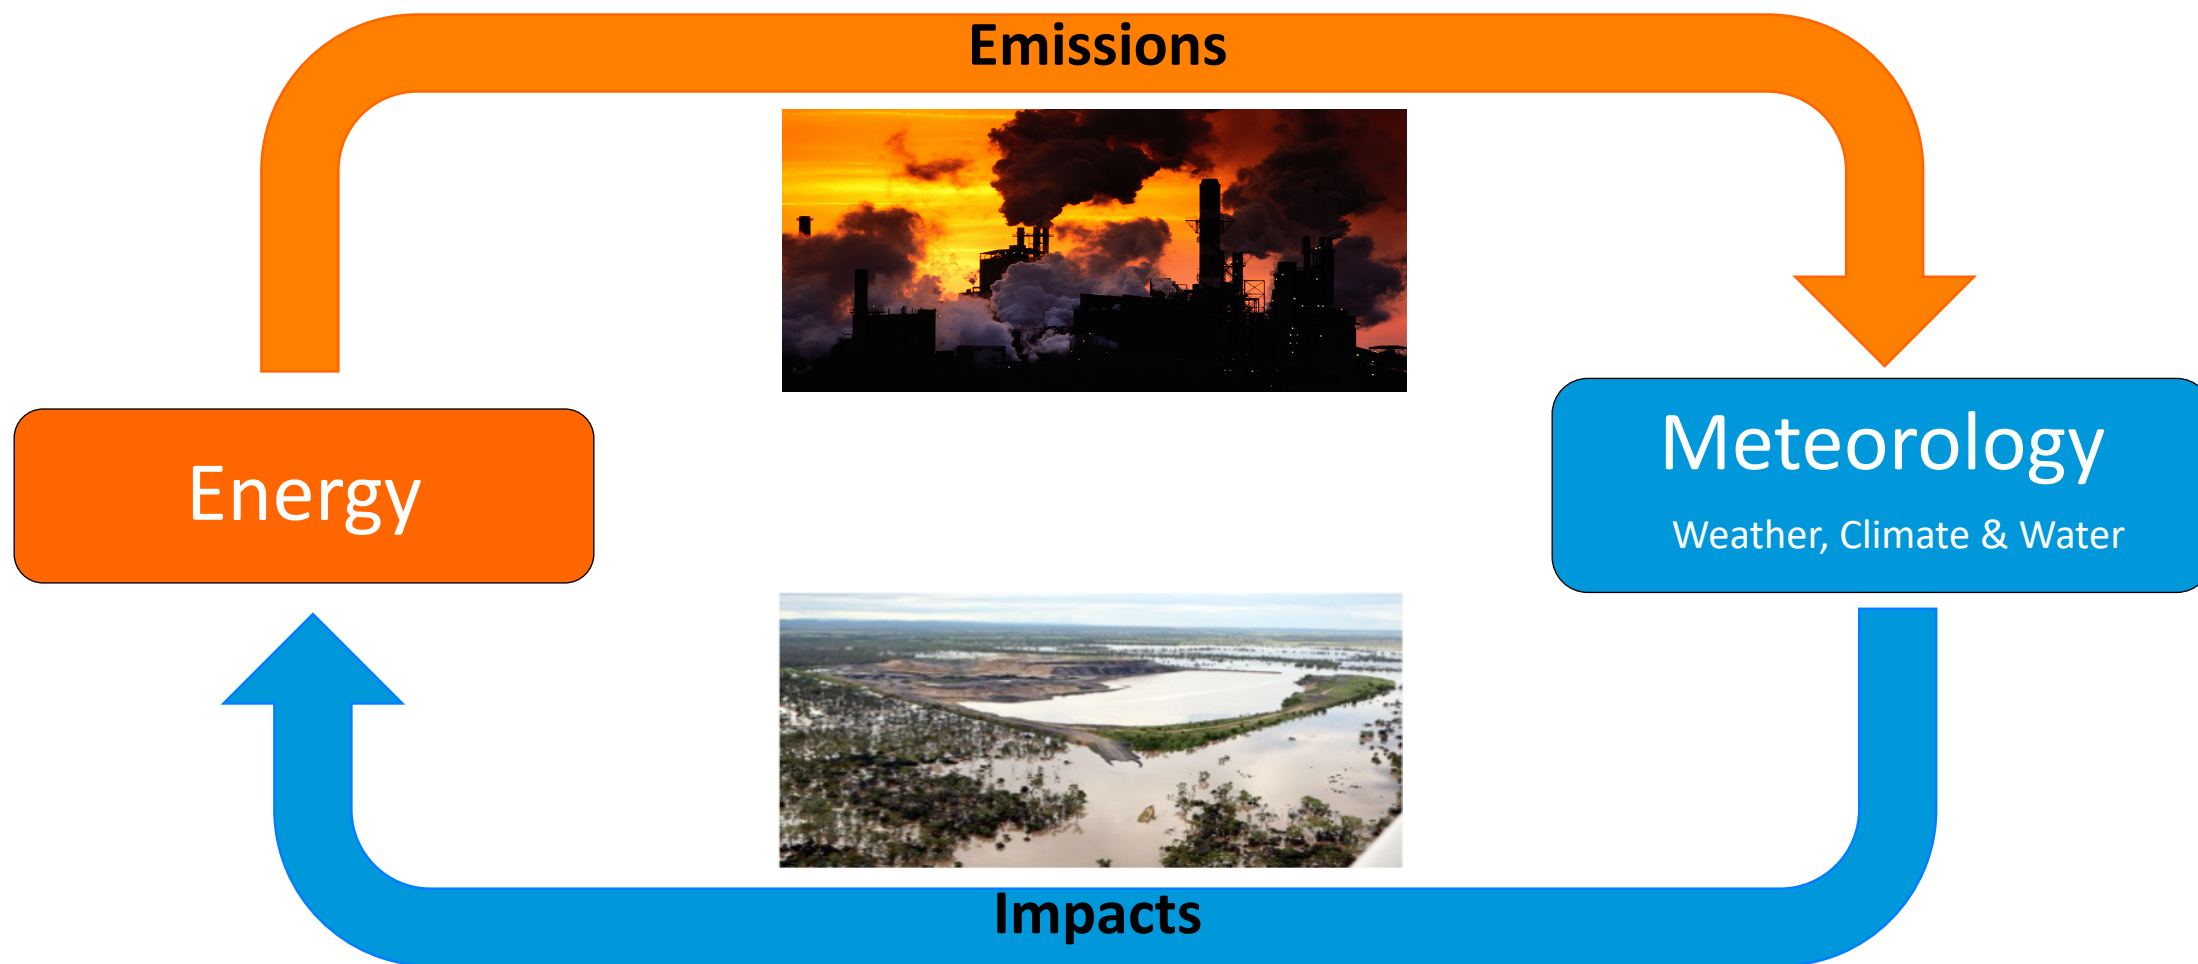 Emissions
Energy
Meteorology
Weather, Climate & Water
Impacts